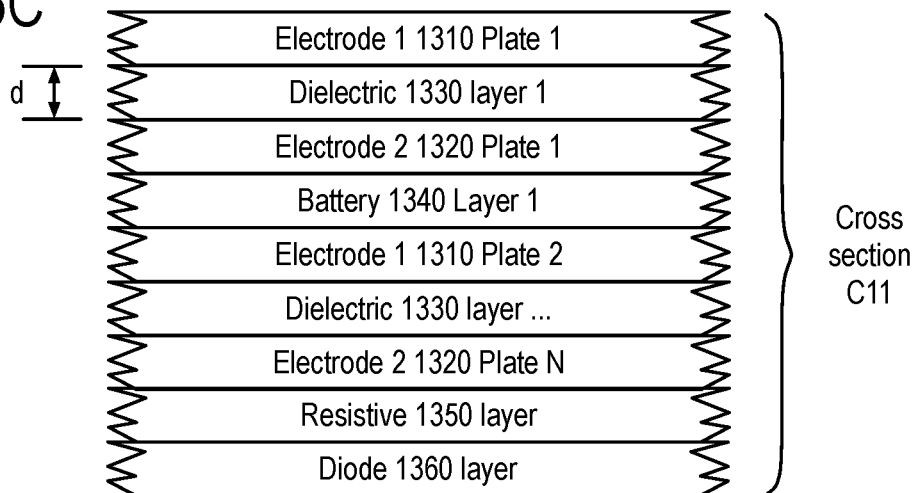 Electrode 1 1310 Plate 1
d
Dielectric 1330 layer 1
Electrode 2 1320 Plate 1
Battery 1340 Layer 1
Electrode 1 1310 Plate 2
Dielectric 1330 layer ...
Electrode 2 1320 Plate N
Resistive 1350 layer
Diode 1360 layer
Cross
section
C11